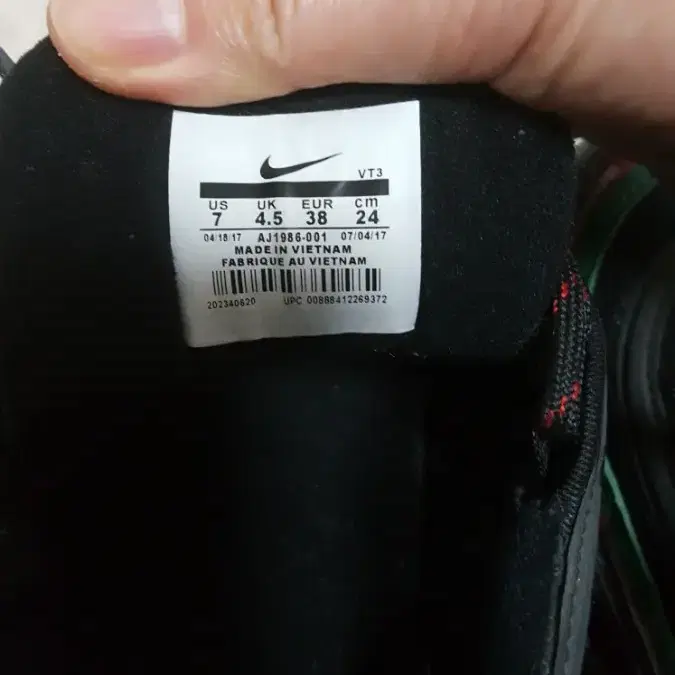 VT3
US UK EUR cm
7 4.5 38 24
04/18/17 AJ1986-001 07/04/17
MADE IN VIETNAM
FABRIQUE AU VIETNAM
202340620 UPC 00888412269372